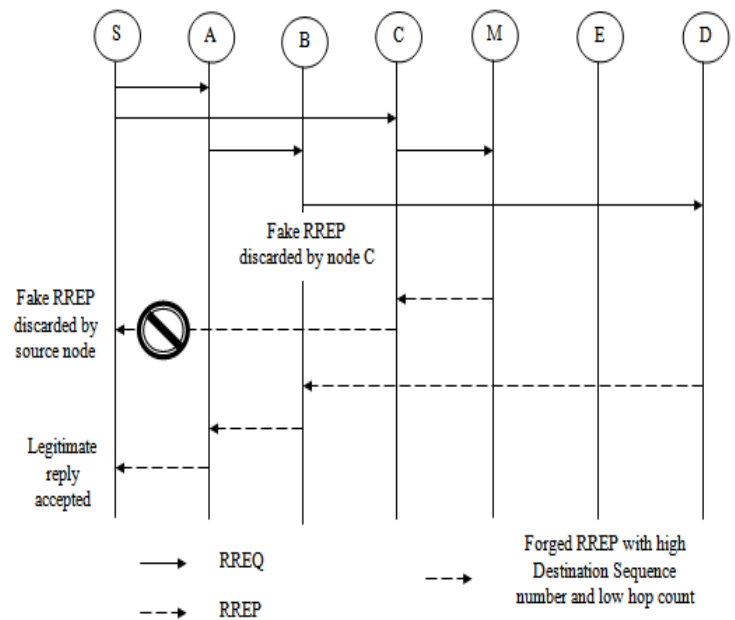 S
A
B
C
M
E
D
Fake RREP
discarded by node C
Fake RREP
discarded by
source node
Legitimate
reply
accepted
RREQ
RREP
Forged RREP with high
Destination Sequence
number and low hop count